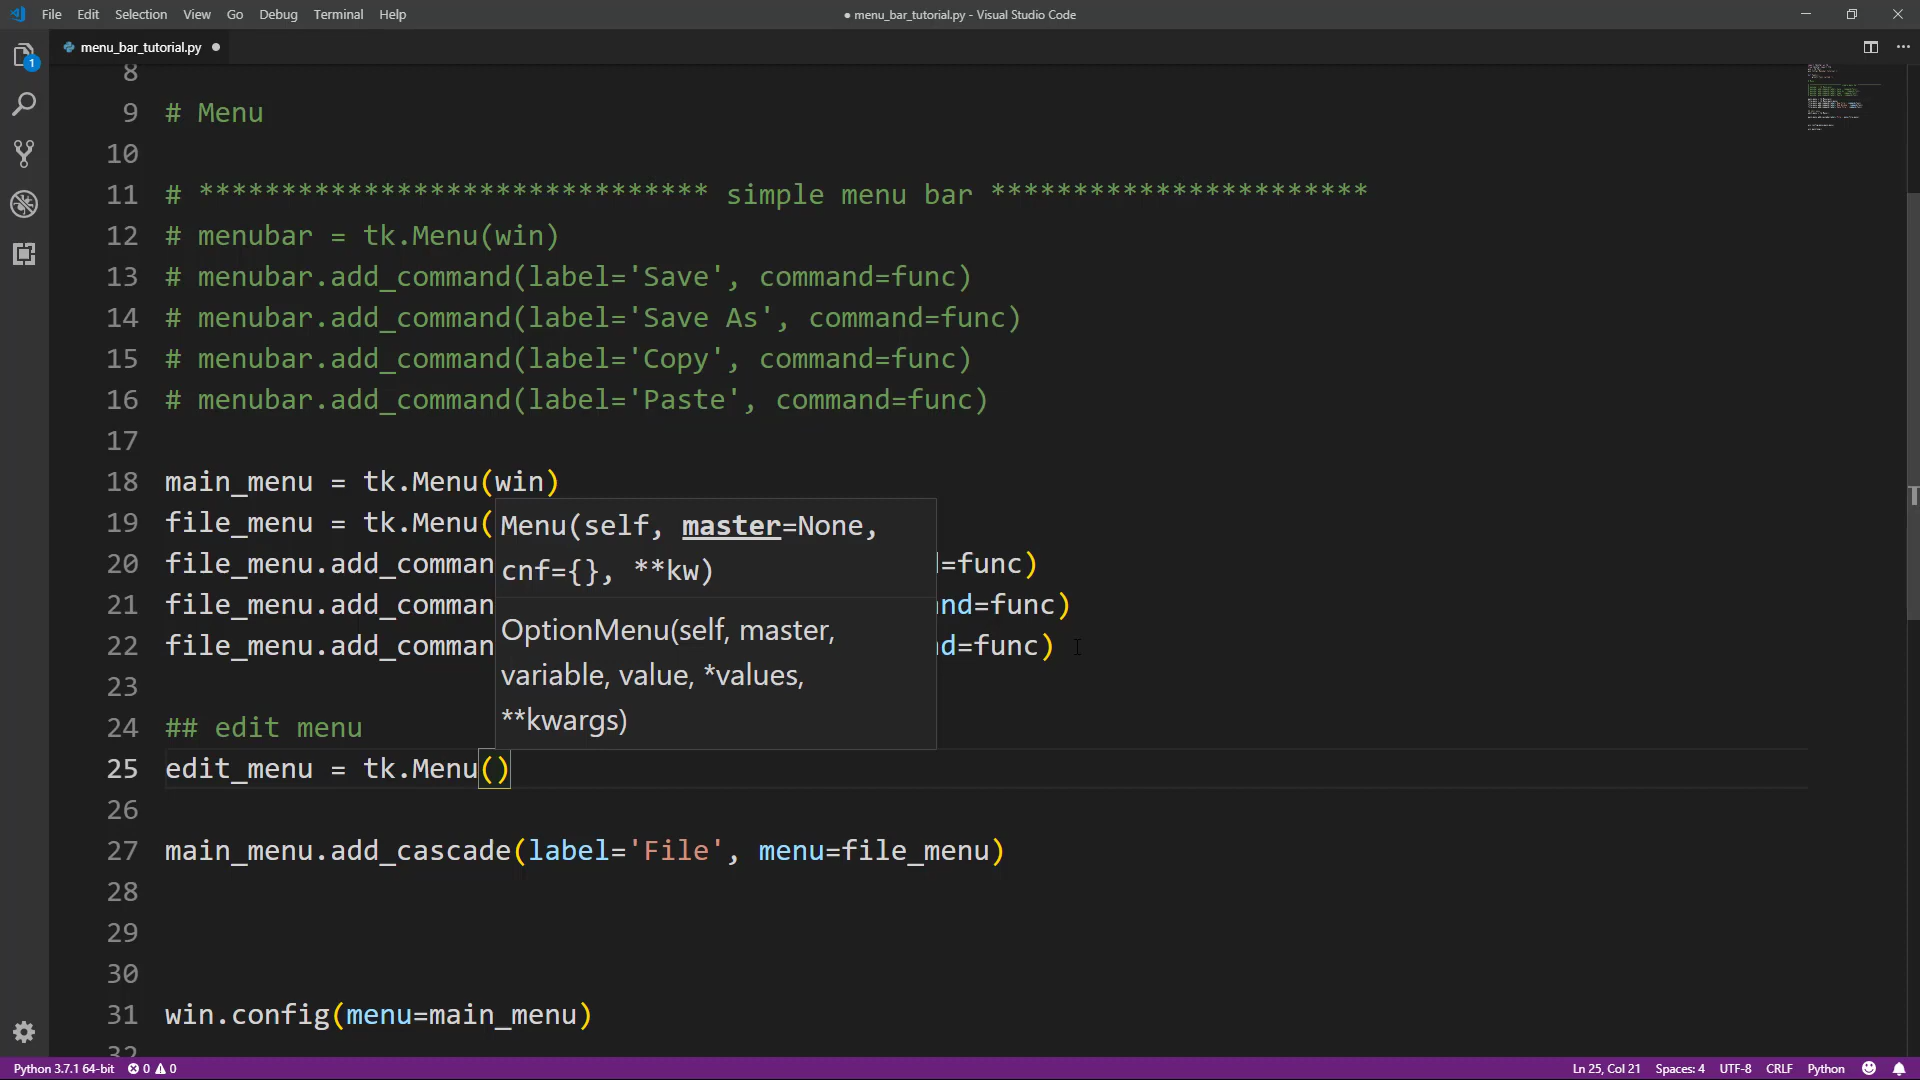 File Edit Selection View Go Debug Terminal Help
● menu_bar_tutorial.py - Visual Studio Code
menu_bar_tutorial.py ●
1
8
9 # Menu
10
11 # ******************************* simple menu bar ***********************
12 # menubar = tk.Menu(win)
13 # menubar.add_command(label='Save', command=func)
14 # menubar.add_command(label='Save As', command=func)
15 # menubar.add_command(label='Copy', command=func)
16 # menubar.add_command(label='Paste', command=func)
17
18 main_menu = tk.Menu(win)
19 file_menu = tk.Menu(
Menu(self, master=None,
cnf={}, **kw)
20 file_menu.add_comman =func)
21 file_menu.add_comman nd=func)
OptionMenu(self, master,
variable, value, *values,
**kwargs)
22 file_menu.add_comman d=func)
23
24 ## edit menu
25 edit_menu = tk.Menu()
26
27 main_menu.add_cascade(label='File', menu=file_menu)
28
29
30
31 win.config(menu=main_menu)
32
Python 3.7.1 64-bit 0 0
Ln 25, Col 21 Spaces: 4 UTF-8 CRLF Python